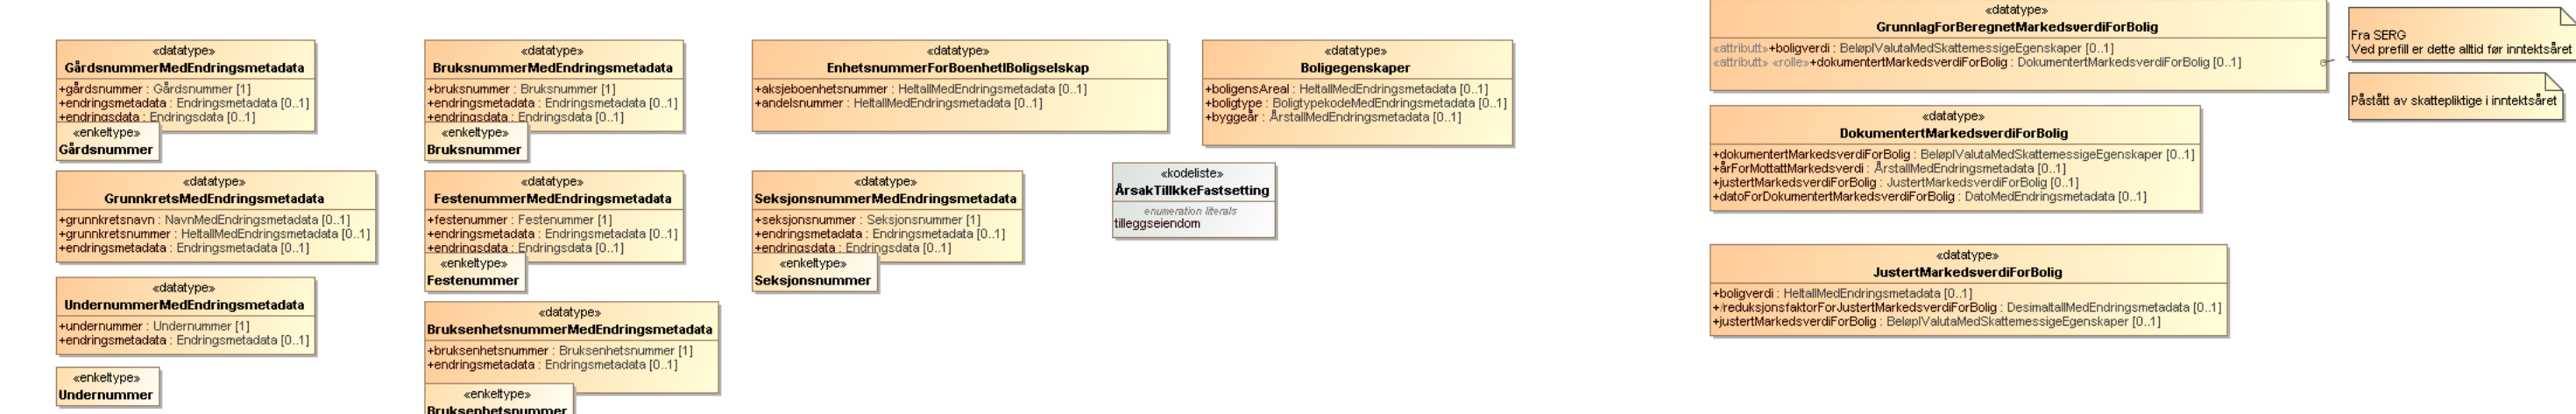 «datatype»
GårdsnummerMedEndringsmetadata
+gårdsnummer : Gårdsnummer [1]
+endringsmetadata : Endringsmetadata [0..1]
+endringsdata : Endringsdata [0..1]
«enkeltype»
Gårdsnummer
«datatype»
GrunnkretsMedEndringsmetadata
+grunnkretsnavn : NavnMedEndringsmetadata [0..1]
+grunnkretsnummer : HeltallMedEndringsmetadata [0..1]
+endringsmetadata : Endringsmetadata [0..1]
«datatype»
UndernummerMedEndringsmetadata
+undernummer : Undernummer [1]
+endringsmetadata : Endringsmetadata [0..1]
«enkeltype»
Undernummer
«datatype»
BruksnummerMedEndringsmetadata
+bruksnummer : Bruksnummer [1]
+endringsmetadata : Endringsmetadata [0..1]
+endringsdata : Endringsdata [0..1]
«enkeltype»
Bruksnummer
«datatype»
FestenummerMedEndringsmetadata
+festenummer : Festenummer [1]
+endringsmetadata : Endringsmetadata [0..1]
+endringsdata : Endringsdata [0..1]
«enkeltype»
Festenummer
«datatype»
BruksenhetsnummerMedEndringsmetadata
+bruksenhetsnummer : Bruksenhetsnummer [1]
+endringsmetadata : Endringsmetadata [0..1]
«enkeltype»
Bruksenhetsnummer
«datatype»
EnhetsnummerForBoenhetIBoligselskap
+aksjeboenhetsnummer : HeltallMedEndringsmetadata [0..1]
+andelsnummer : HeltallMedEndringsmetadata [0..1]
«datatype»
SeksjonsnummerMedEndringsmetadata
+seksjonsnummer : Seksjonsnummer [1]
+endringsmetadata : Endringsmetadata [0..1]
+endringsdata : Endringsdata [0..1]
«enkeltype»
Seksjonsnummer
«datatype»
Boligegenskaper
+boligensAreal : HeltallMedEndringsmetadata [0..1]
+boligtype : BoligtypekodeMedEndringsmetadata [0..1]
+byggeår : ÅrstallMedEndringsmetadata [0..1]
«kodeliste»
ÅrsakTilIkkeFastsetting
enumeration literals
tilleggseiendom
«datatype»
GrunnlagForBeregnetMarkedsverdiForBolig
«attributt»+boligverdi : BeløpIValutaMedSkattemessigeEgenskaper [0..1]
«attributt» «rolle»+dokumentertMarkedsverdiForBolig : DokumentertMarkedsverdiForBolig [0..1]
«datatype»
DokumentertMarkedsverdiForBolig
+dokumentertMarkedsverdiForBolig : BeløpIValutaMedSkattemessigeEgenskaper [0..1]
+årForMottattMarkedsverdi : ÅrstallMedEndringsmetadata [0..1]
+justertMarkedsverdiForBolig : JustertMarkedsverdiForBolig [0..1]
+datoForDokumentertMarkedsverdiForBolig : DatoMedEndringsmetadata [0..1]
«datatype»
JustertMarkedsverdiForBolig
+boligverdi : HeltallMedEndringsmetadata [0..1]
+/reduksjonsfaktorForJustertMarkedsverdiForBolig : DesimaltallMedEndringsmetadata [0..1]
+justertMarkedsverdiForBolig : BeløpIValutaMedSkattemessigeEgenskaper [0..1]
Fra SERG
Ved prefill er dette alltid før inntektsåret
Påstått av skattepliktige i inntektsåret